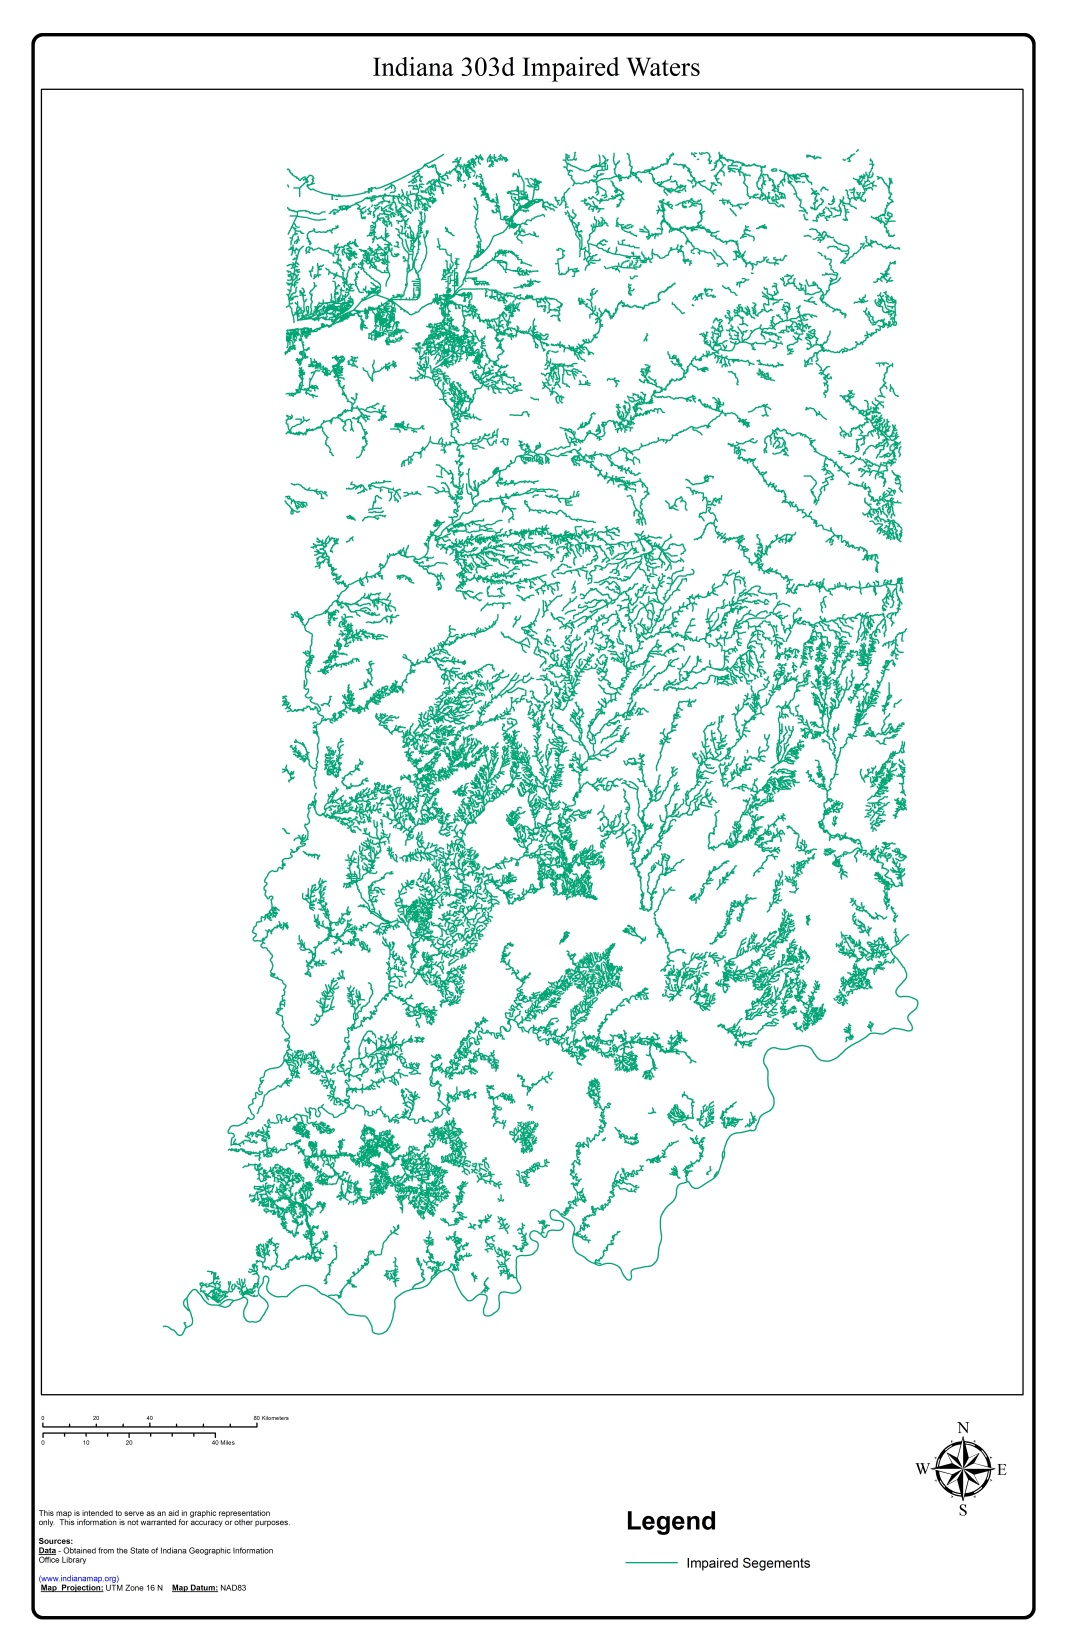 Indiana 303d Impaired Waters
0 20 40 80 Kilometers
0 10 20 40 Miles
N
W E
S
This map is intended to serve as an aid in graphic representation
only. This information is not warranted for accuracy or other purposes.
Sources:
Data - Obtained from the State of Indiana Geographic Information
Office Library
(www.indianamap.org)
Map Projection: UTM Zone 16 N Map Datum: NAD83
Legend
Impaired Segements